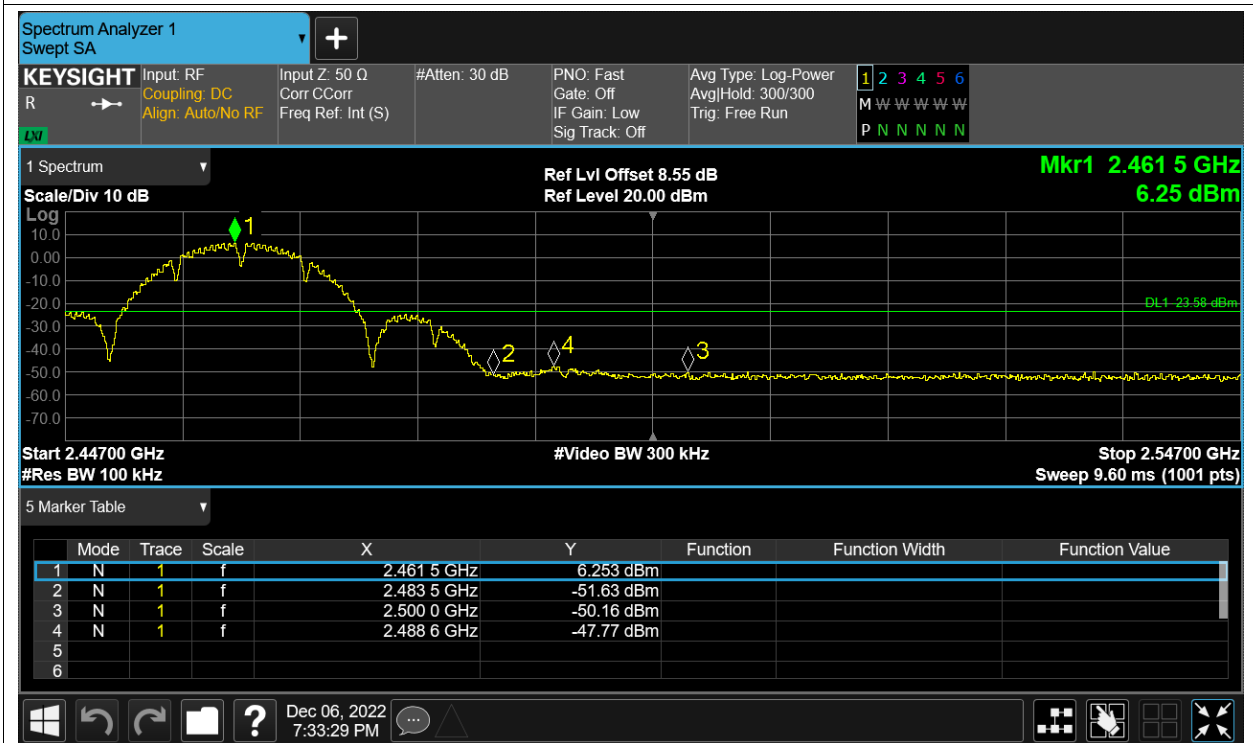 Spectrum Analyzer 1
Swept SA
+
KEYSIGHT Input: RF Input Z: 50 Ω #Atten: 30 dB PNO: Fast Avg Type: Log-Power 1 2 3 4 5 6
R Coupling: DC Corr CCorr Gate: Off Avg|Hold: 300/300 M W W W W W
Align: Auto/No RF Freq Ref: Int (S) IF Gain: Low Trig: Free Run
LXI Sig Track: Off P N N N N N
1 Spectrum Ref Lvl Offset 8.55 dB Mkr1 2.461 5 GHz
Scale/Div 10 dB Ref Level 20.00 dBm 6.25 dBm
Log
1
10.0
0.00
-10.0
-20.0
DL1 23.58 dBm
-30.0
-40.0
2 4 3
-50.0
-60.0
-70.0
Start 2.44700 GHz #Video BW 300 kHz Stop 2.54700 GHz
#Res BW 100 kHz Sweep 9.60 ms (1001 pts)
5 Marker Table
Mode Trace Scale X Y Function Function Width Function Value
1 N 1 f 2.461 5 GHz 6.253 dBm
2 N 1 f 2.483 5 GHz -51.63 dBm
3 N 1 f 2.500 0 GHz -50.16 dBm
4 N 1 f 2.488 6 GHz -47.77 dBm
5
6
? Dec 06, 2022
7:33:29 PM